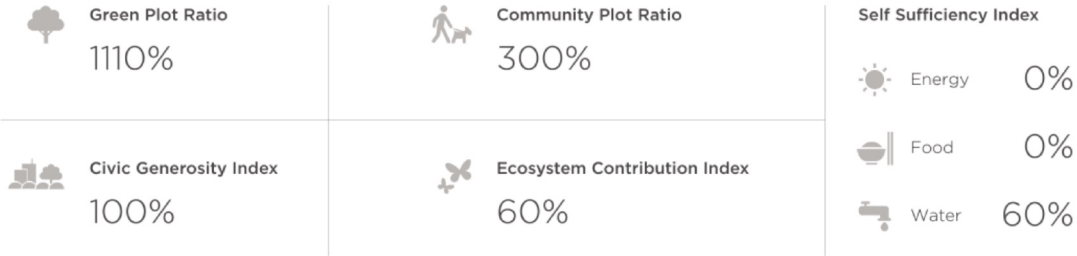 Green Plot Ratio
1110%
Community Plot Ratio
300%
Civic Generosity Index
100%
Ecosystem Contribution Index
60%
Self Sufficiency Index
Energy 0%
Food 0%
Water 60%